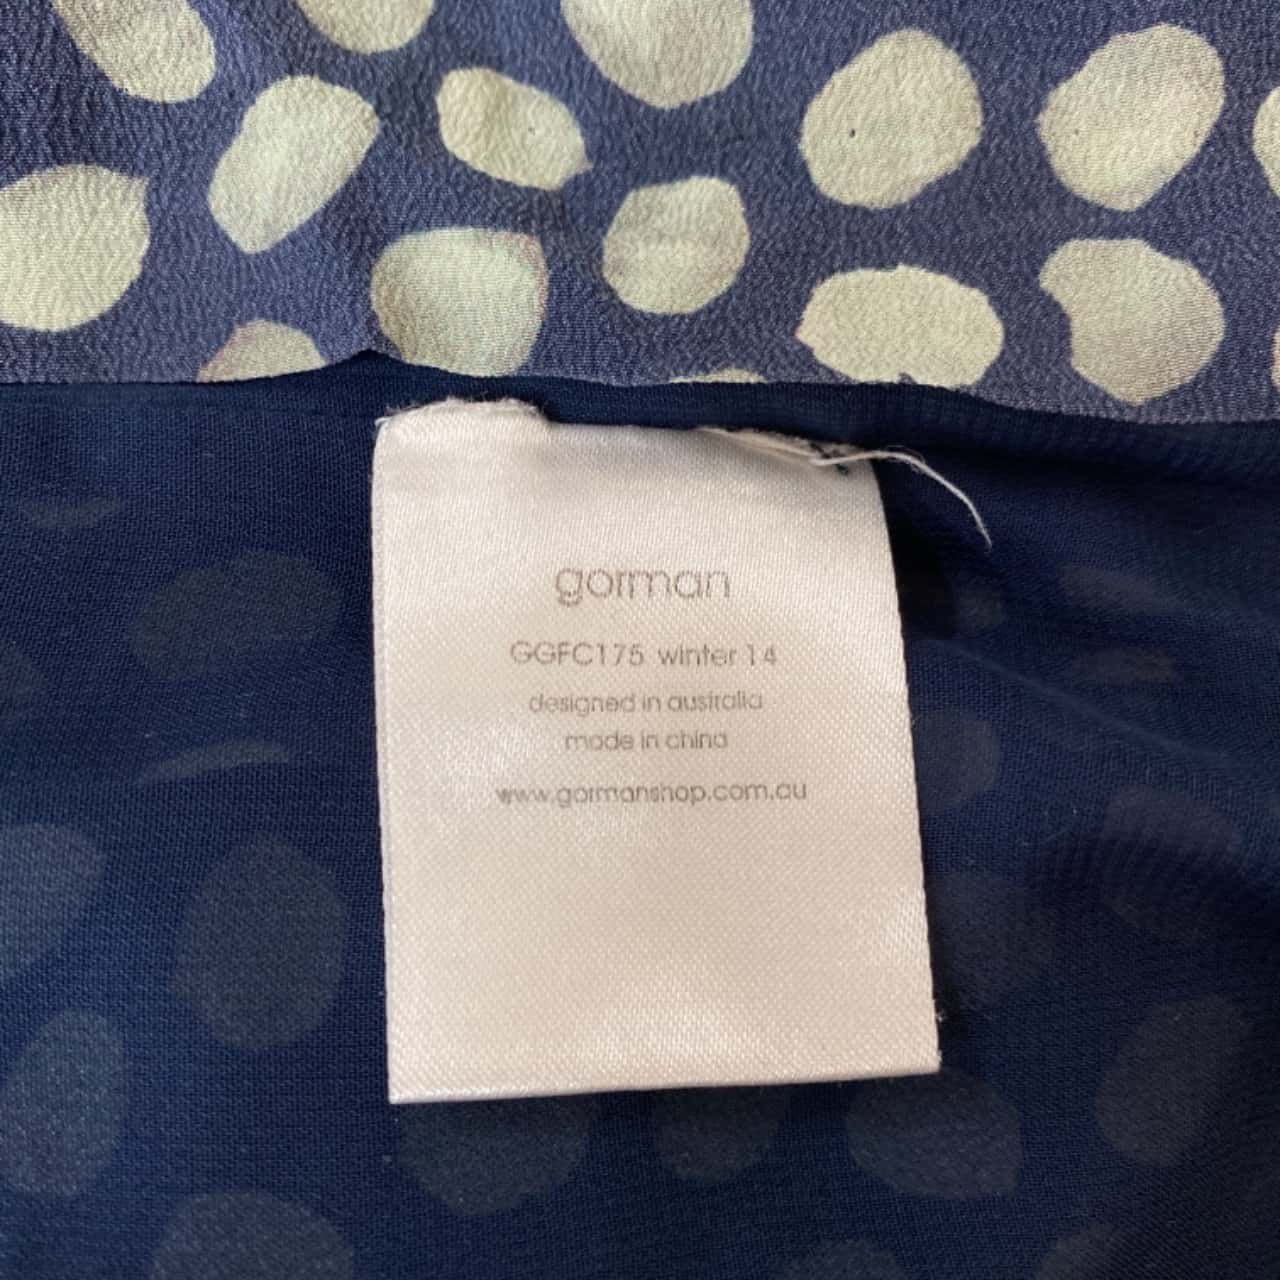 gorman
GGFC175 winter 14
designed in australia
made in china
www.gormanshop.com.au